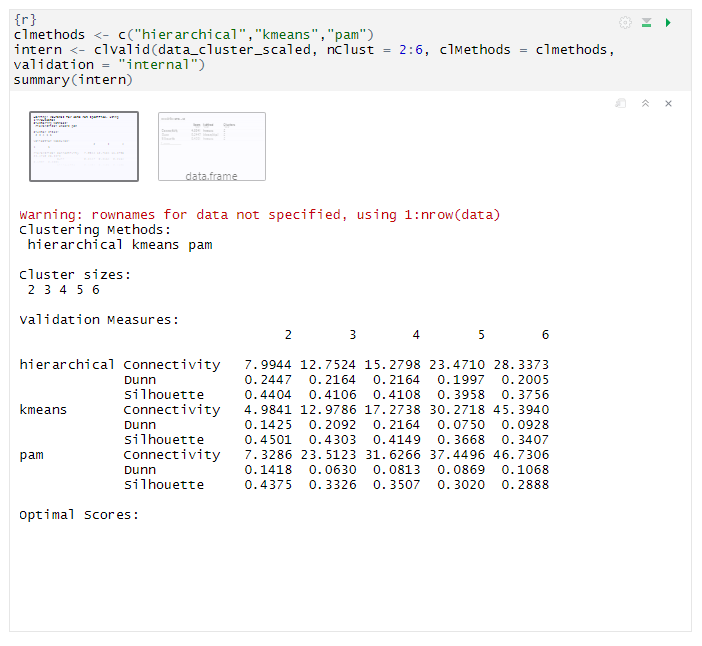 {r}
clmethods <- c("hierarchical","kmeans","pam")
intern <- clValid(data_cluster_scaled, nClust = 2:6, clMethods = clmethods,
validation = "internal")
summary(intern)
data.frame
Warning: rownames for data not specified, using 1:nrow(data)
Clustering Methods:
hierarchical kmeans pam
Cluster sizes:
2 3 4 5 6
Validation Measures:
2 3 4 5 6
hierarchical Connectivity 7.9944 12.7524 15.2798 23.4710 28.3373
Dunn 0.2447 0.2164 0.2164 0.1997 0.2005
Silhouette 0.4404 0.4106 0.4108 0.3958 0.3756
kmeans Connectivity 4.9841 12.9786 17.2738 30.2718 45.3940
Dunn 0.1425 0.2092 0.2164 0.0750 0.0928
Silhouette 0.4501 0.4303 0.4149 0.3668 0.3407
pam Connectivity 7.3286 23.5123 31.6266 37.4496 46.7306
Dunn 0.1418 0.0630 0.0813 0.0869 0.1068
Silhouette 0.4375 0.3326 0.3507 0.3020 0.2888
Optimal Scores: